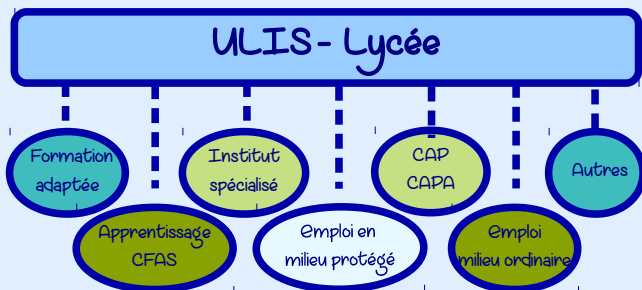 ULIS - Lycée
Formation
adaptée
Institut
spécialisé
CAP
CAPA
Autres
Apprentissage
CFAS
Emploi en
milieu protégé
Emploi
milieu ordinaire